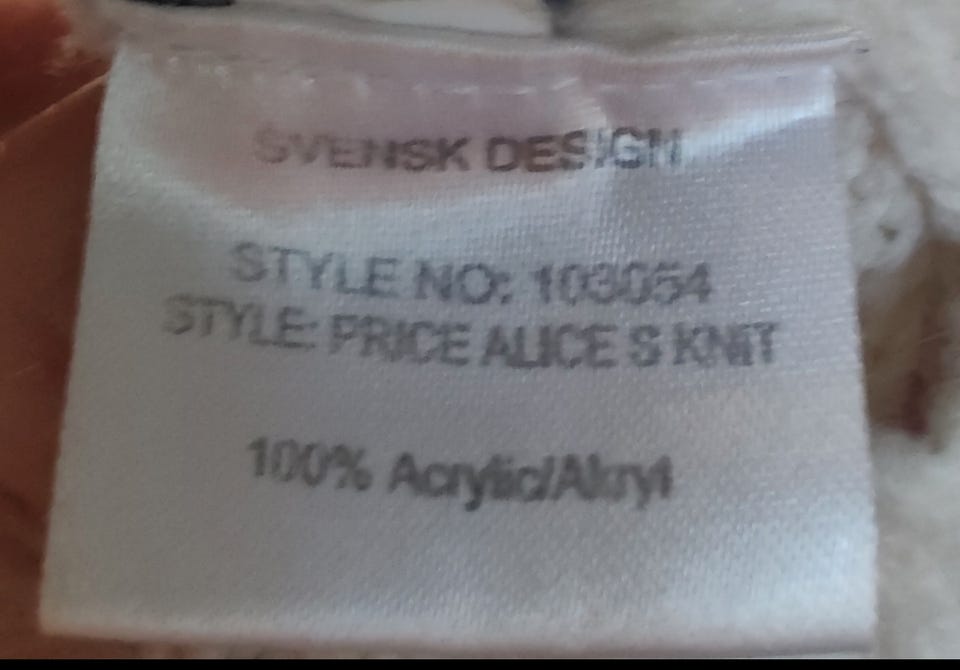 SVENSK DESIGN
STYLE NO: 103054
STYLE: PRICE ALICE S KNIT
100% Acrylic/Akryl